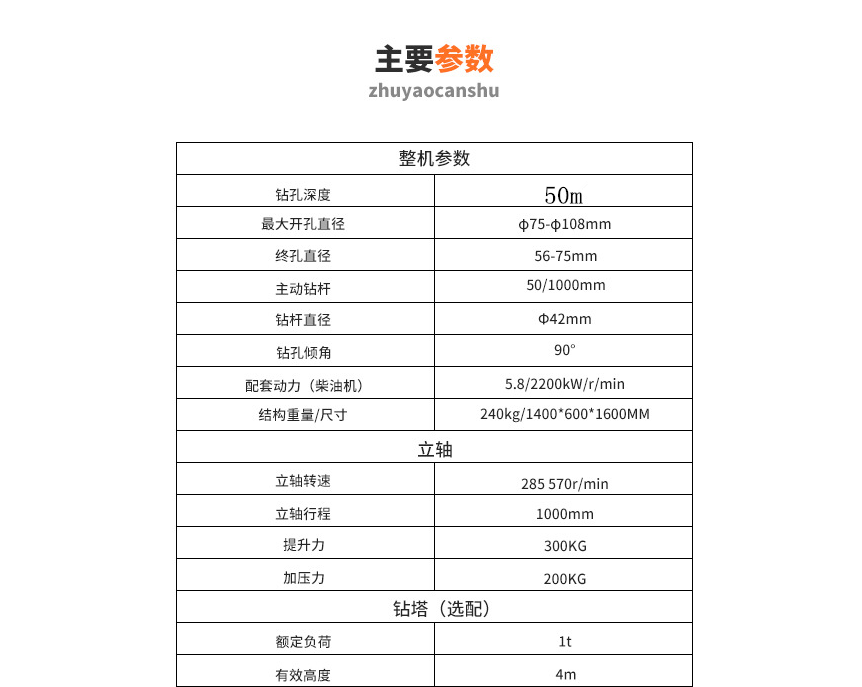 主要参数
zhuyaocanshu
整机参数
钻孔深度 50m
最大开孔直径 φ75-φ108mm
终孔直径 56-75mm
主动钻杆 50/1000mm
钻杆直径 Φ42mm
钻孔倾角 90°
配套动力（柴油机） 5.8/2200kW/r/min
结构重量/尺寸 240kg/1400*600*1600MM
立轴
立轴转速 285 570r/min
立轴行程 1000mm
提升力 300KG
加压力 200KG
钻塔（选配）
额定负荷 1t
有效高度 4m